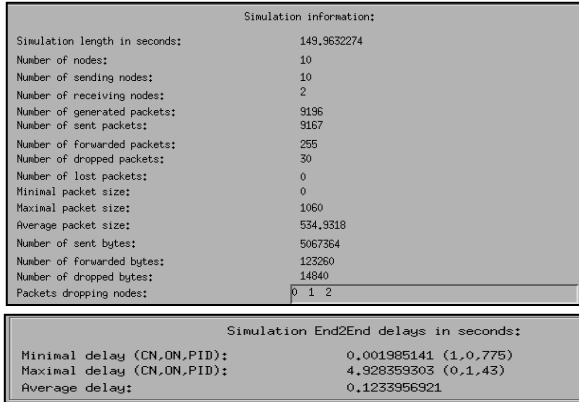 Simulation information:
Simulation length in seconds: 149.9632274
Number of nodes: 10
Number of sending nodes: 10
Number of receiving nodes: 2
Number of generated packets: 9196
Number of sent packets: 9167
Number of forwarded packets: 255
Number of dropped packets: 30
Number of lost packets: 0
Minimal packet size: 0
Maximal packet size: 1060
Average packet size: 534.9318
Number of sent bytes: 5067364
Number of forwarded bytes: 123260
Number of dropped bytes: 14840
Packets dropping nodes: 0 1 2
Simulation End2End delays in seconds:
Minimal delay (CN,ON,PID): 0.001985141 (1,0,775)
Maximal delay (CN,ON,PID): 4.928359303 (0,1,43)
Average delay: 0.1233956921